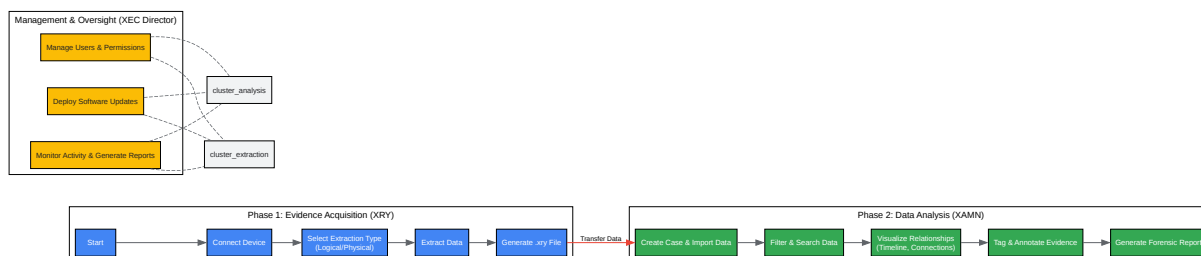 Management & Oversight (XEC Director)
Manage Users & Permissions
cluster_analysis
Deploy Software Updates
Monitor Activity & Generate Reports
cluster_extraction
Phase 1: Evidence Acquisition (XRY)
Start
Connect Device
Select Extraction Type
(Logical/Physical)
Extract Data
Generate .xry File
Transfer Data
Phase 2: Data Analysis (XAMN)
Create Case & Import Data
Filter & Search Data
Visualize Relationships
(Timeline, Connections)
Tag & Annotate Evidence
Generate Forensic Report